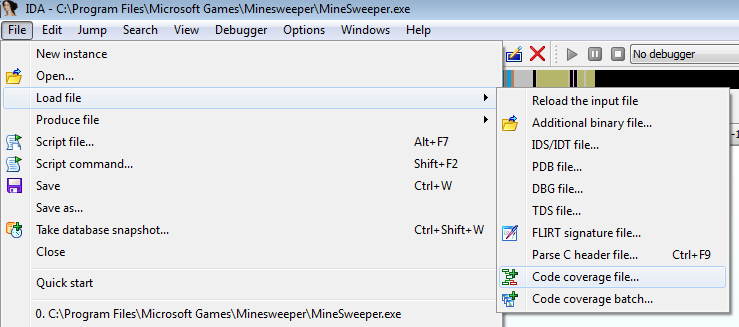 IDA - C:\Program Files\Microsoft Games\Minesweeper\MineSweeper.exe
File Edit Jump Search View Debugger Options Windows Help
New instance
No debugger
Open...
Load file
Reload the input file
Produce file
Additional binary file...
Script file... Alt+F7
IDS/IDT file...
Script command... Shift+F2
PDB file...
Save Ctrl+W
DBG file...
Save as...
TDS file...
Take database snapshot... Ctrl+Shift+W
FLIRT signature file...
Close
Parse C header file... Ctrl+F9
Quick start
Code coverage file...
Code coverage batch...
0. C:\Program Files\Microsoft Games\Minesweeper\MineSweeper.exe